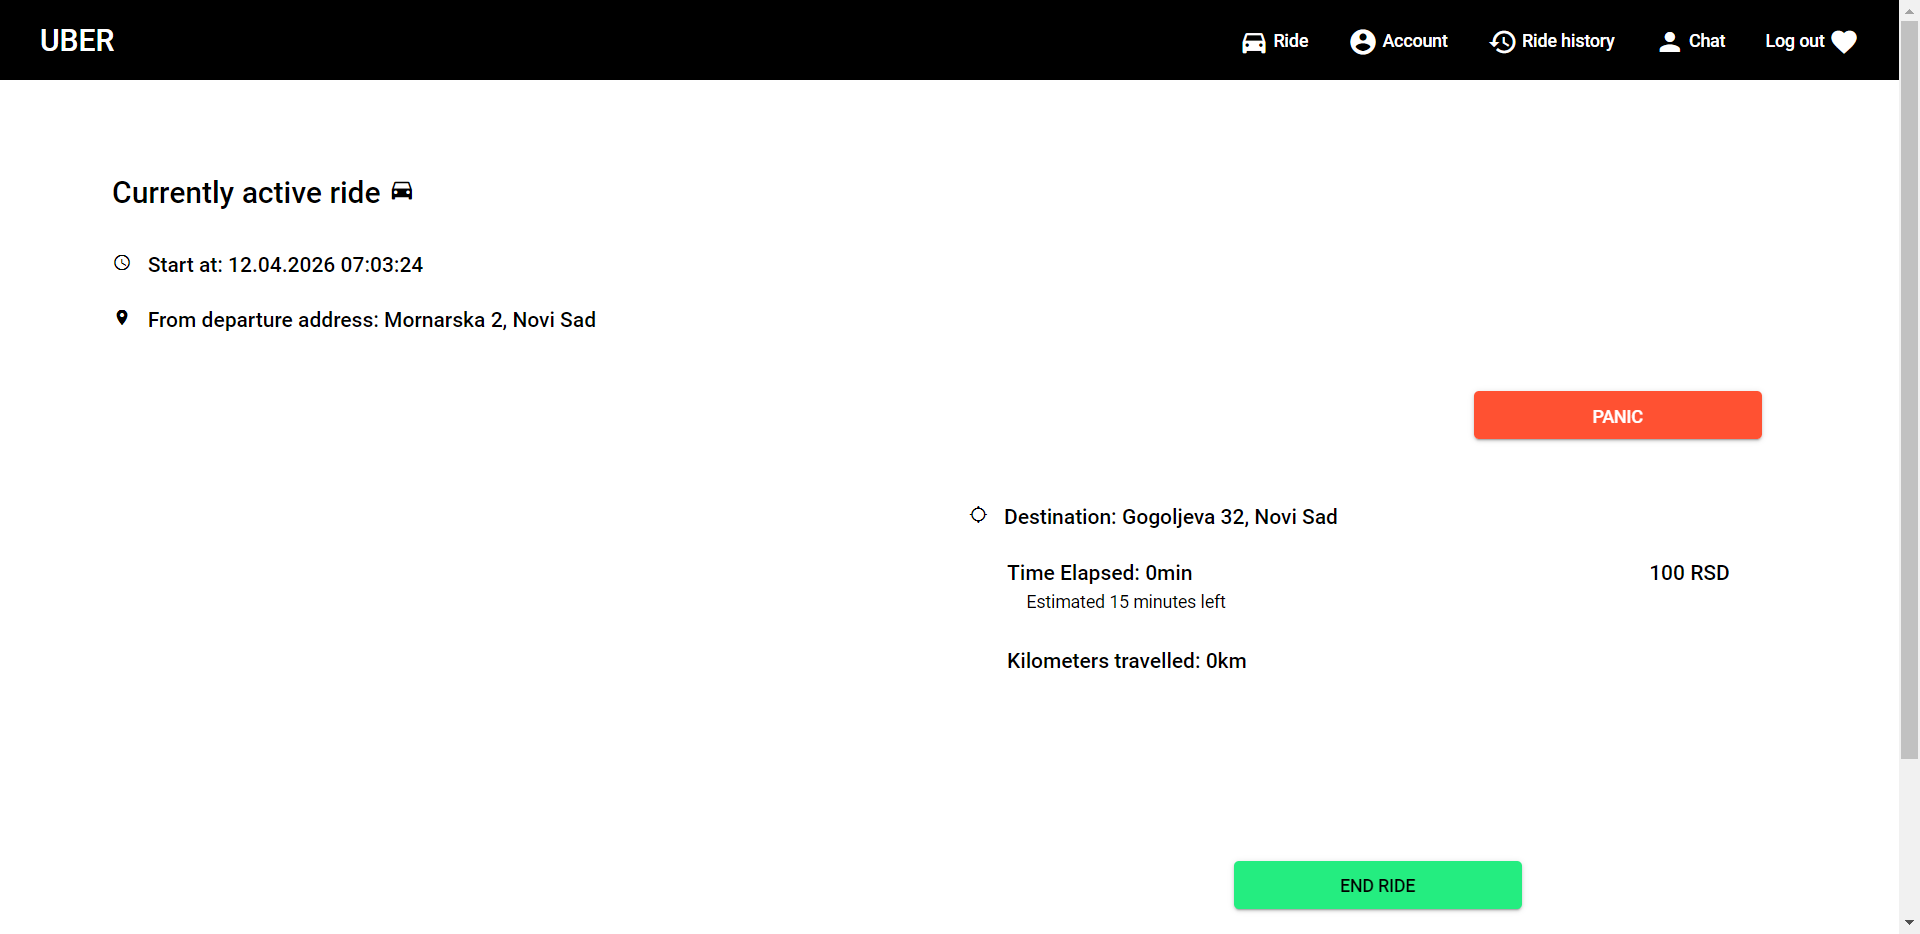 UBER
Ride
Account
Ride history
Chat
Log out
Currently active ride
Start at: 12.04.2026 07:03:24
From departure address: Mornarska 2, Novi Sad
PANIC
Destination: Gogoljeva 32, Novi Sad
Time Elapsed: 0min
100 RSD
Estimated 15 minutes left
Kilometers travelled: 0km
END RIDE